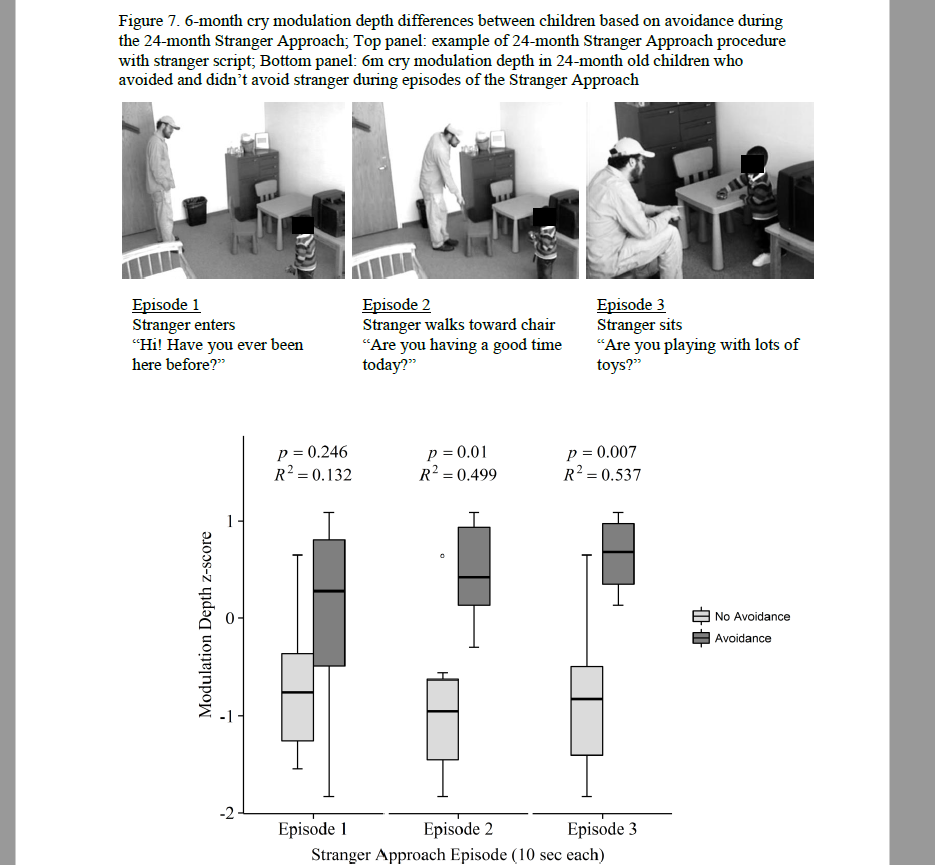 Figure 7. 6-month cry modulation depth differences between children based on avoidance during
the 24-month Stranger Approach; Top panel: example of 24-month Stranger Approach procedure
with stranger script; Bottom panel: 6m cry modulation depth in 24-month old children who
avoided and didn’t avoid stranger during episodes of the Stranger Approach
Episode 1
Stranger enters
“Hi! Have you ever been
here before?”
Episode 2
Stranger walks toward chair
“Are you having a good time
today?”
Episode 3
Stranger sits
“Are you playing with lots of
toys?”
p = 0.246
R² = 0.132
p = 0.01
R² = 0.499
p = 0.007
R² = 0.537
Modulation Depth z-score
1
0
-1
-2
No Avoidance
Avoidance
Episode 1
Episode 2
Episode 3
Stranger Approach Episode (10 sec each)